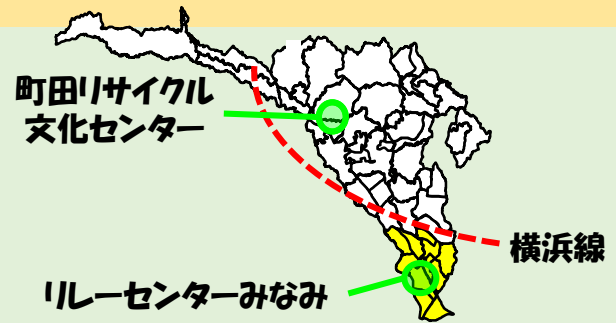 町田リサイクル
文化センター
横浜線
リレーセンターみなみ